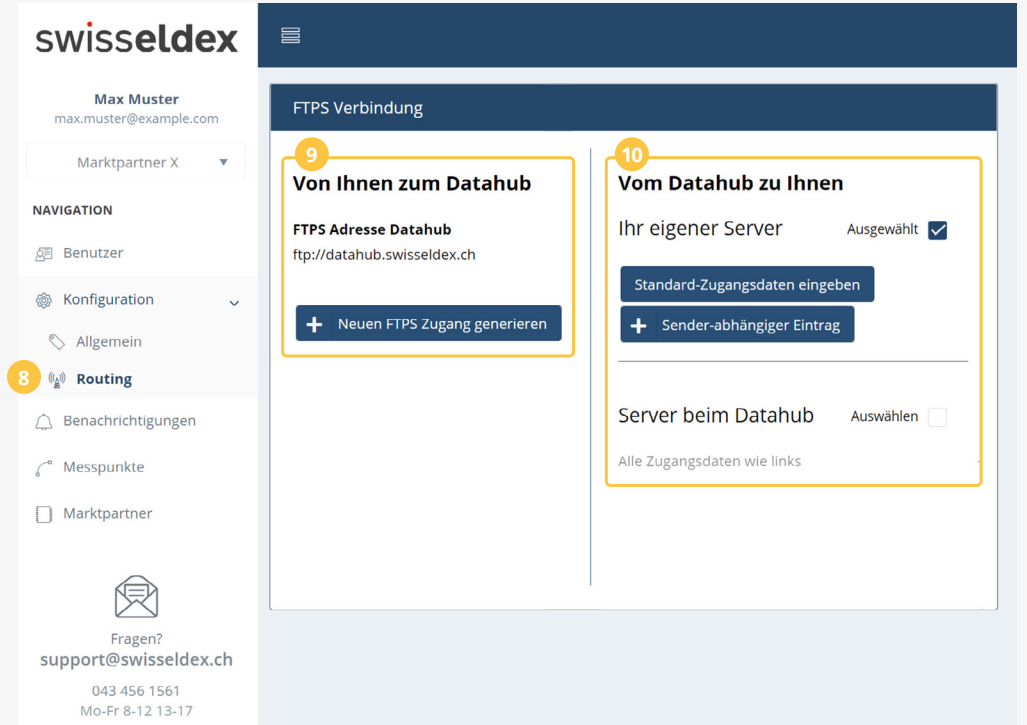 swisseldex
Max Muster
max.muster@example.com
Marktpartner X
NAVIGATION
Benutzer
Konfiguration
Allgemein
8
Routing
Benachrichtigungen
Messpunkte
Marktpartner
Fragen?
support@swisseldex.ch
043 456 1561
Mo-Fr 8-12 13-17
FTPS Verbindung
9
Von Ihnen zum Datahub
FTPS Adresse Datahub
ftp://datahub.swisseldex.ch
Neuen FTPS Zugang generieren
10
Vom Datahub zu Ihnen
Ihr eigener Server Ausgewählt
Standard-Zugangsdaten eingeben
Sender-abhängiger Eintrag
Server beim Datahub Auswählen
Alle Zugangsdaten wie links